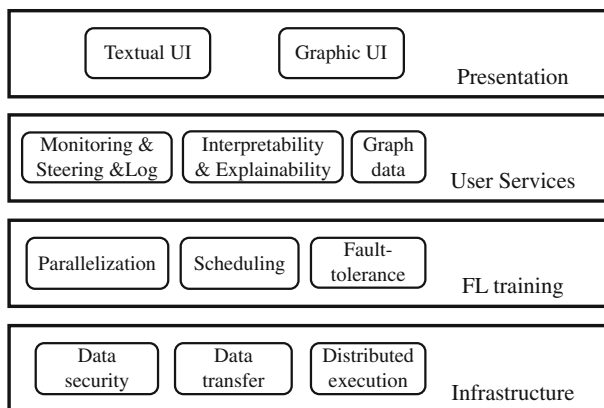 Textual UI
Graphic UI
Presentation
Monitoring &
Steering &Log
Interpretability
& Explainability
Graph
data
User Services
Parallelization
Scheduling
Fault-
tolerance
FL training
Data
security
Data
transfer
Distributed
execution
Infrastructure